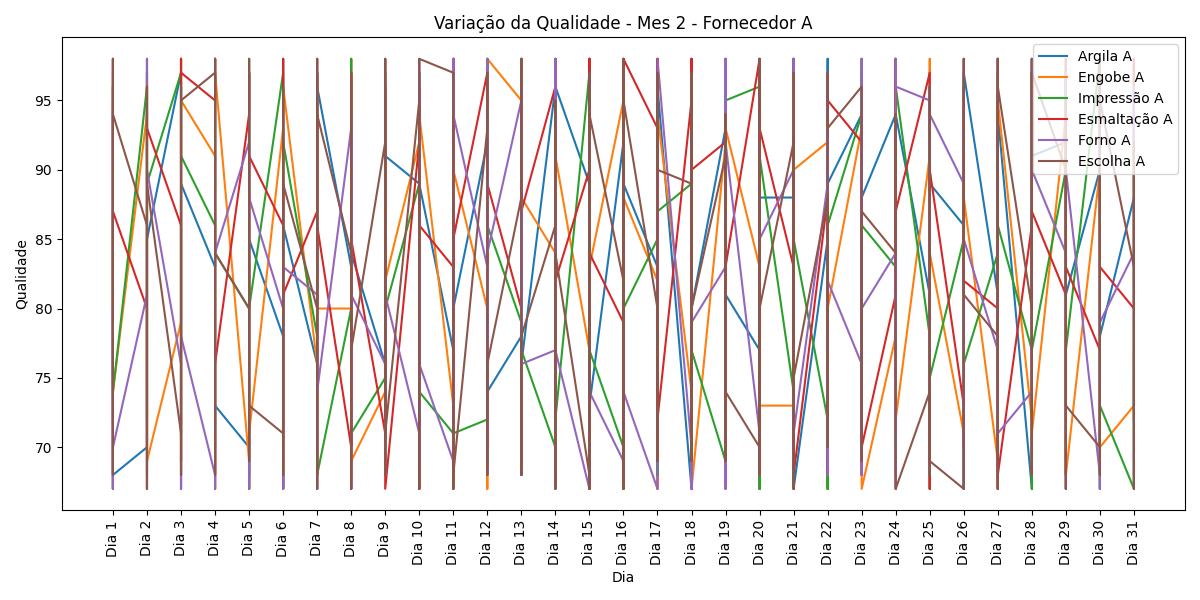 Variação da Qualidade - Mes 2 - Fornecedor A
Argila A
Engobe A
Impressão A
Esmaltação A
Forno A
Escolha A
Qualidade
95
90
85
80
75
70
Dia 1
Dia 2
Dia 3
Dia 4
Dia 5
Dia 6
Dia 7
Dia 8
Dia 9
Dia 10
Dia 11
Dia 12
Dia 13
Dia 14
Dia 15
Dia 16
Dia 17
Dia 18
Dia 19
Dia 20
Dia 21
Dia 22
Dia 23
Dia 24
Dia 25
Dia 26
Dia 27
Dia 28
Dia 29
Dia 30
Dia 31
Dia